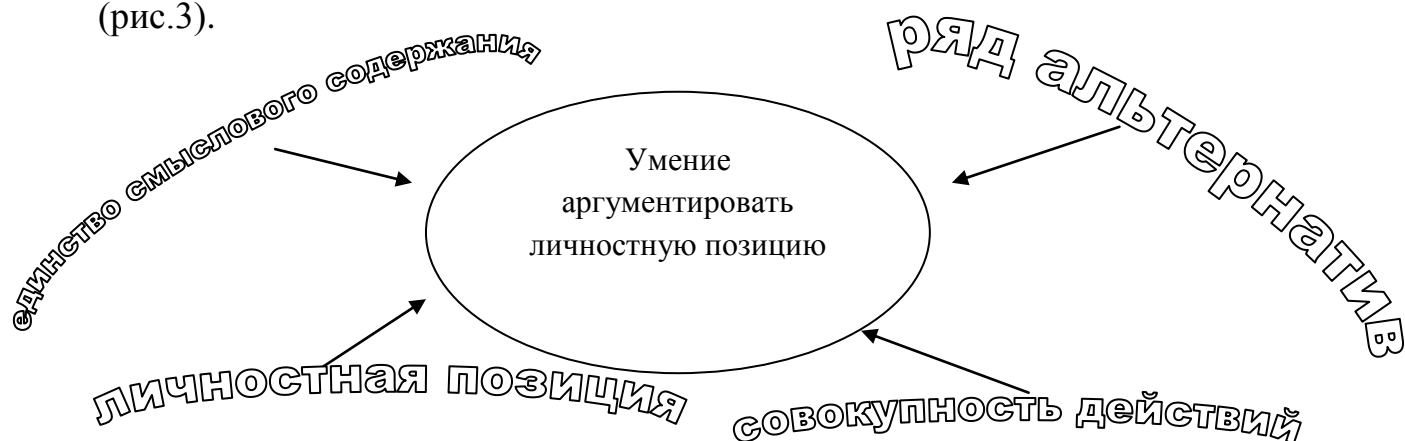 (рис.3).
единство смыслового содержания
ряд альтернатив
Умение
аргументировать
личностную позицию
личностная позиция
совокупность действий